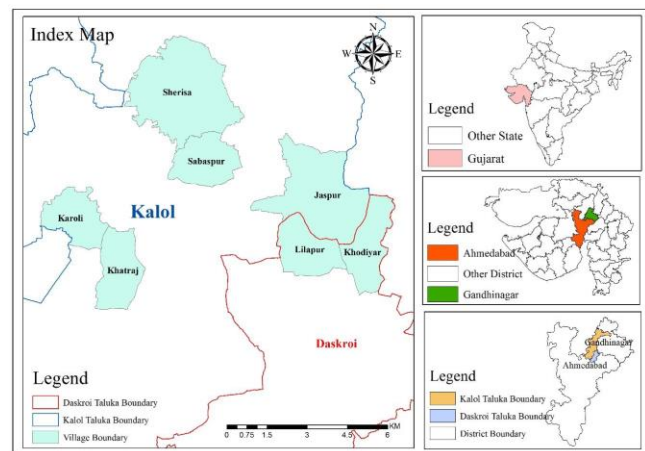 Index Map
N
W E
S
Sherisa
Sabaspur
Kalol
Jaspur
Karoli
Khatraj
Lilapur
Khodiyar
Daskroi
Legend
Daskroi Taluka Boundary
Kalol Taluka Boundary
Village Boundary
KM
0 0.75 1.5 3 4.5 6
Legend
Other State
Gujarat
Legend
Ahmedabad
Other District
Gandhinagar
Gandhinagar
Ahmedabad
Legend
Kalol Taluka Boundary
Daskroi Taluka Boundary
District Boundary